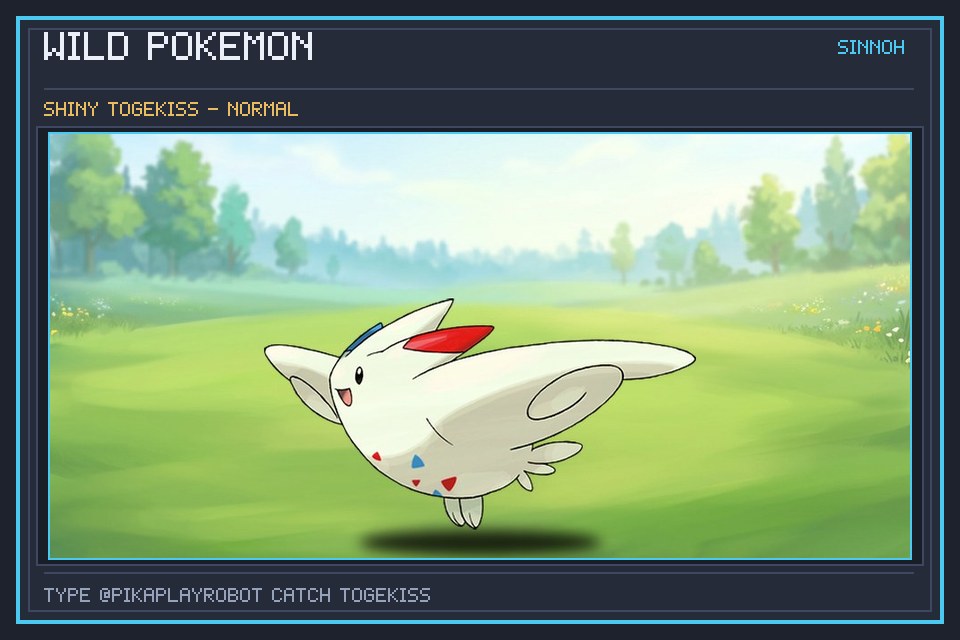 WILD POKEMON
SINNOH
SHINY TOGEKISS - NORMAL
TYPE @PIKAPLAYROBOT CATCH TOGEKISS